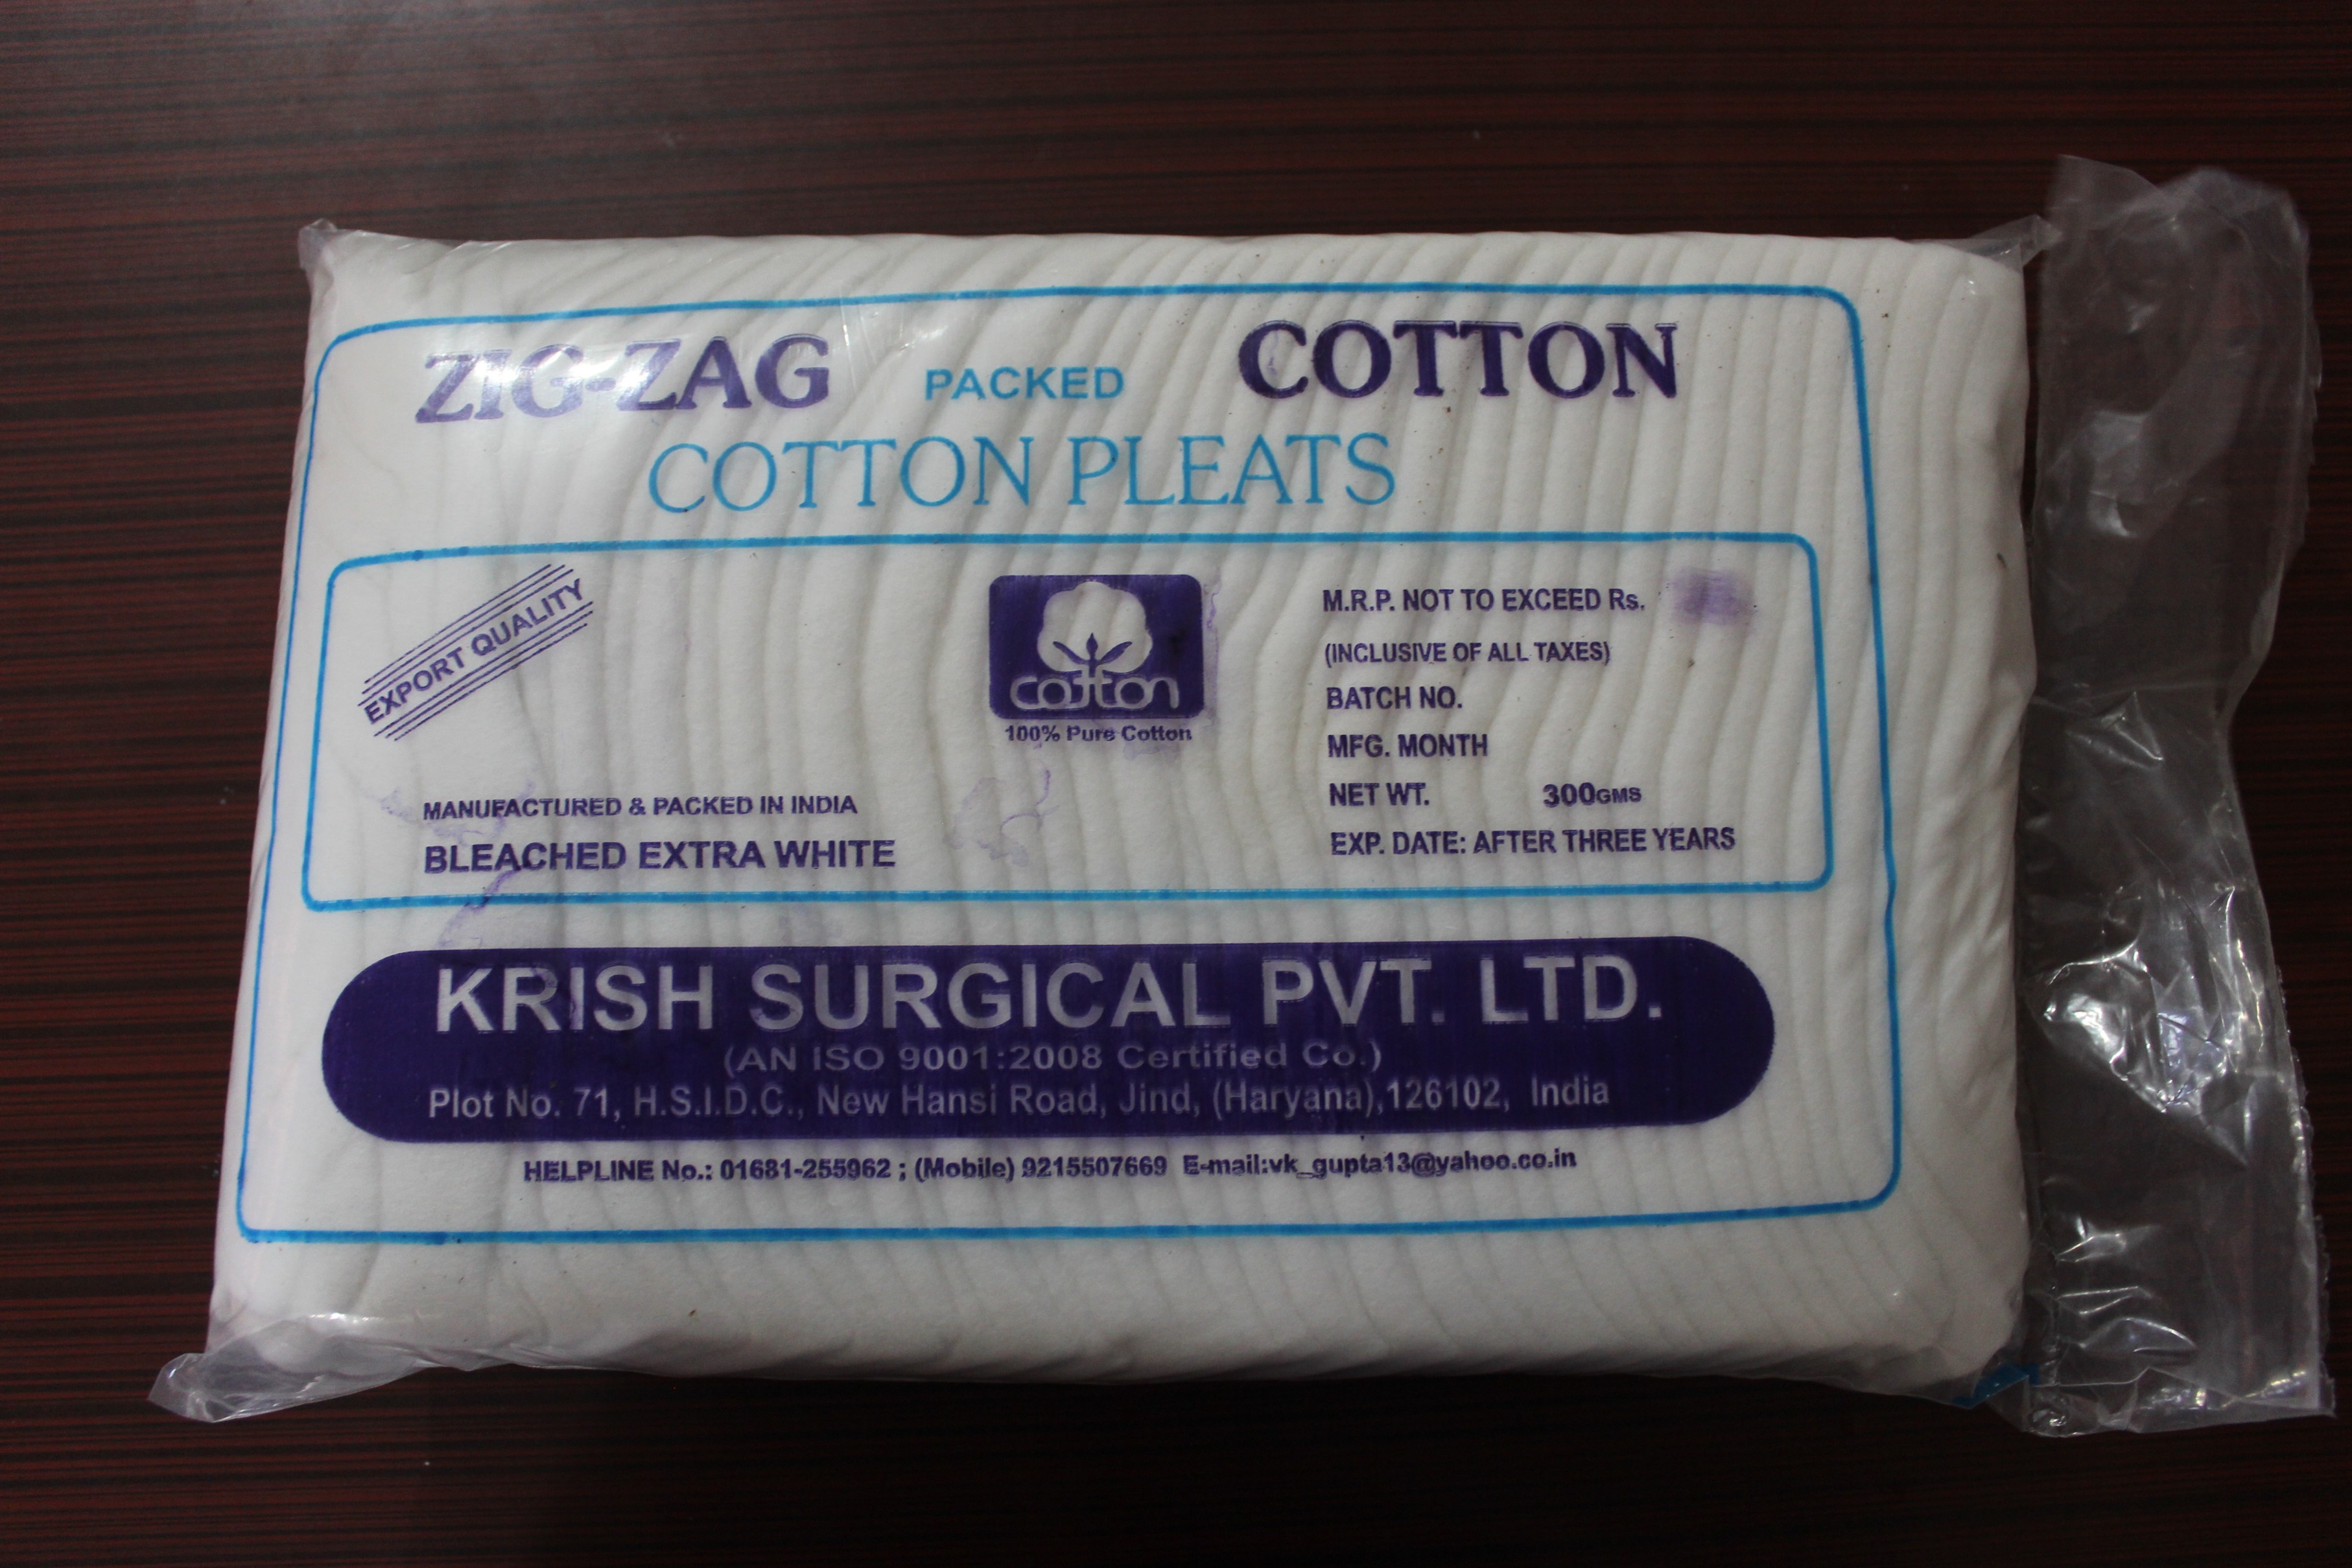 ZIG-ZAG PACKED COTTON
COTTON PLEATS
EXPORT QUALITY
cotton
100% Pure Cotton
MANUFACTURED & PACKED IN INDIA
BLEACHED EXTRA WHITE
M.R.P. NOT TO EXCEED Rs.
(INCLUSIVE OF ALL TAXES)
BATCH NO.
MFG. MONTH
NET WT. 300GMS
EXP. DATE: AFTER THREE YEARS
KRISH SURGICAL PVT. LTD.
(AN ISO 9001:2008 Certified Co.)
Plot No. 71, H.S.I.D.C., New Hansi Road, Jind, (Haryana),126102, India
HELPLINE No.: 01681-255962 ; (Mobile) 9215507669 E-mail:vk_gupta13@yahoo.co.in